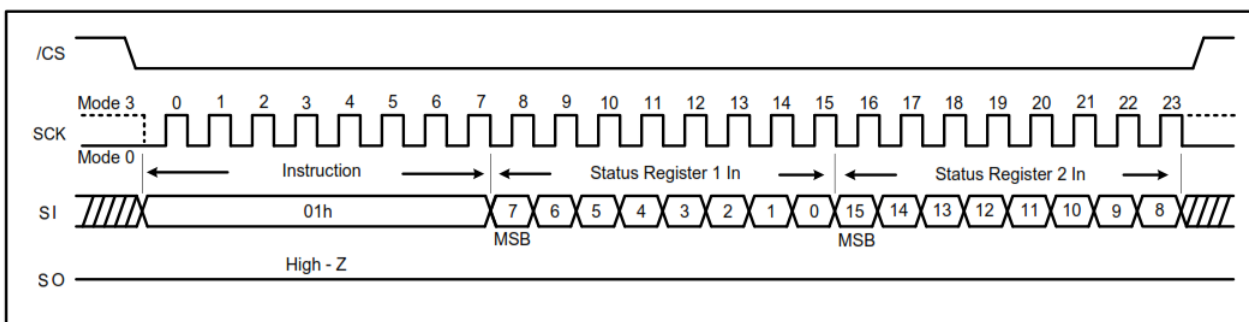 /CS
Mode 3 0 1 2 3 4 5 6 7 8 9 10 11 12 13 14 15 16 17 18 19 20 21 22 23
SCK
Mode 0
Instruction Status Register 1 In Status Register 2 In
SI 01h 7 6 5 4 3 2 1 0 15 14 13 12 11 10 9 8
MSB MSB
High - Z
SO